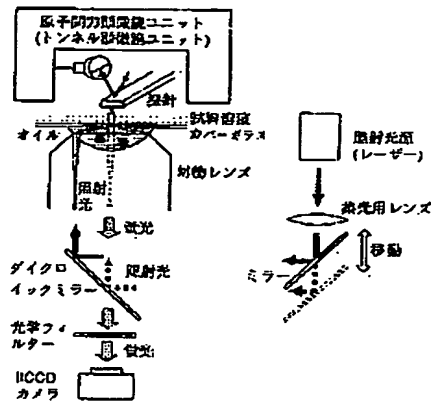 原子間力顕微鏡ユニット
(トンネル顕微鏡ユニット)
探針
試料溶液
カバーガラス
オイル
対物レンズ
照射
光
蛍光
ダイクロ
イックミラー
照射光
光学フィ
ルター
蛍光
IICCD
カメラ
照射光源
(レーザー)
集光用レンズ
移動
ミラー